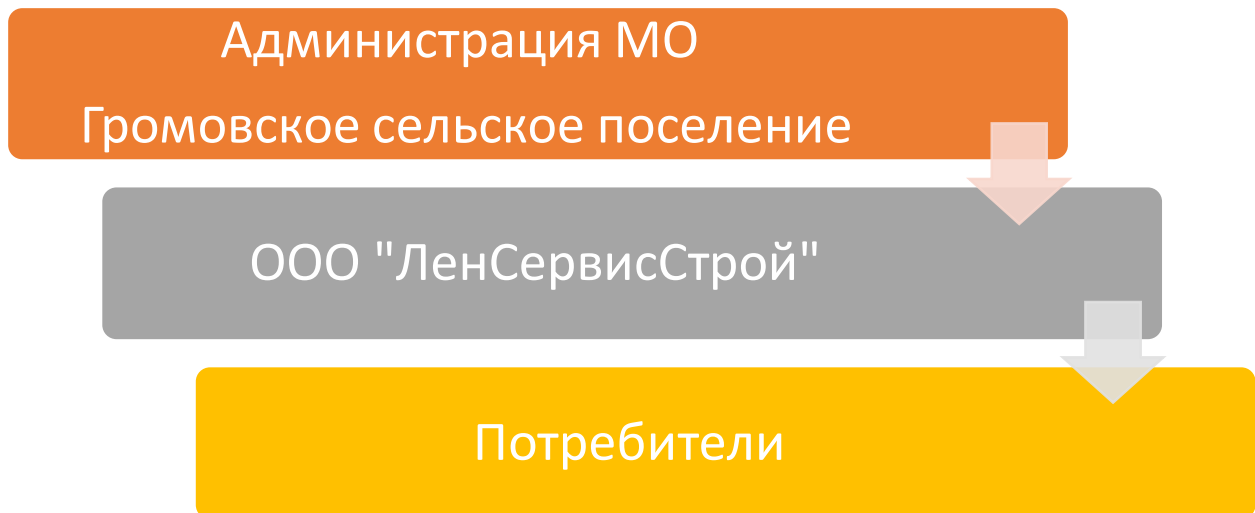 Администрация МО
Громовское сельское поселение
ООО "ЛенСервисСтрой"
Потребители